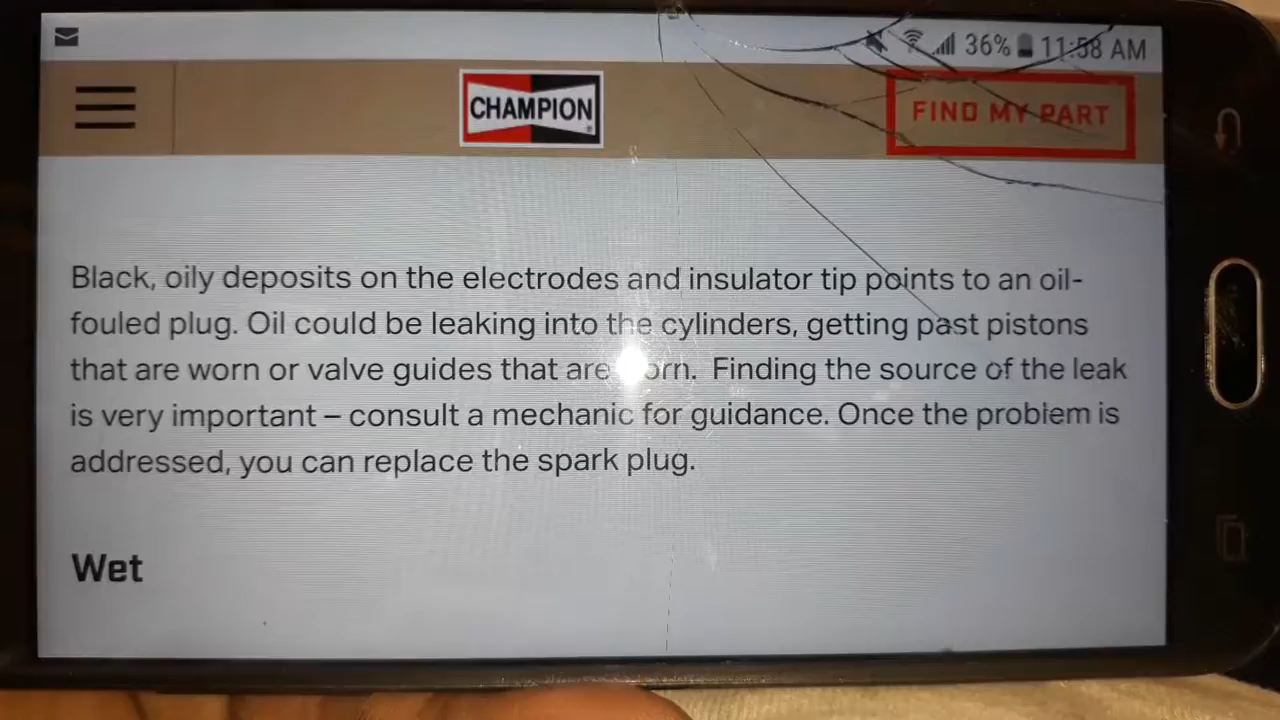 36% 11:58 AM
CHAMPION
FIND MY PART
Black, oily deposits on the electrodes and insulator tip points to an oil-
fouled plug. Oil could be leaking into the cylinders, getting past pistons
that are worn or valve guides that are Finding the source of the leak
is very important – consult a mechanic for guidance. Once the problem is
addressed, you can replace the spark plug.
Wet